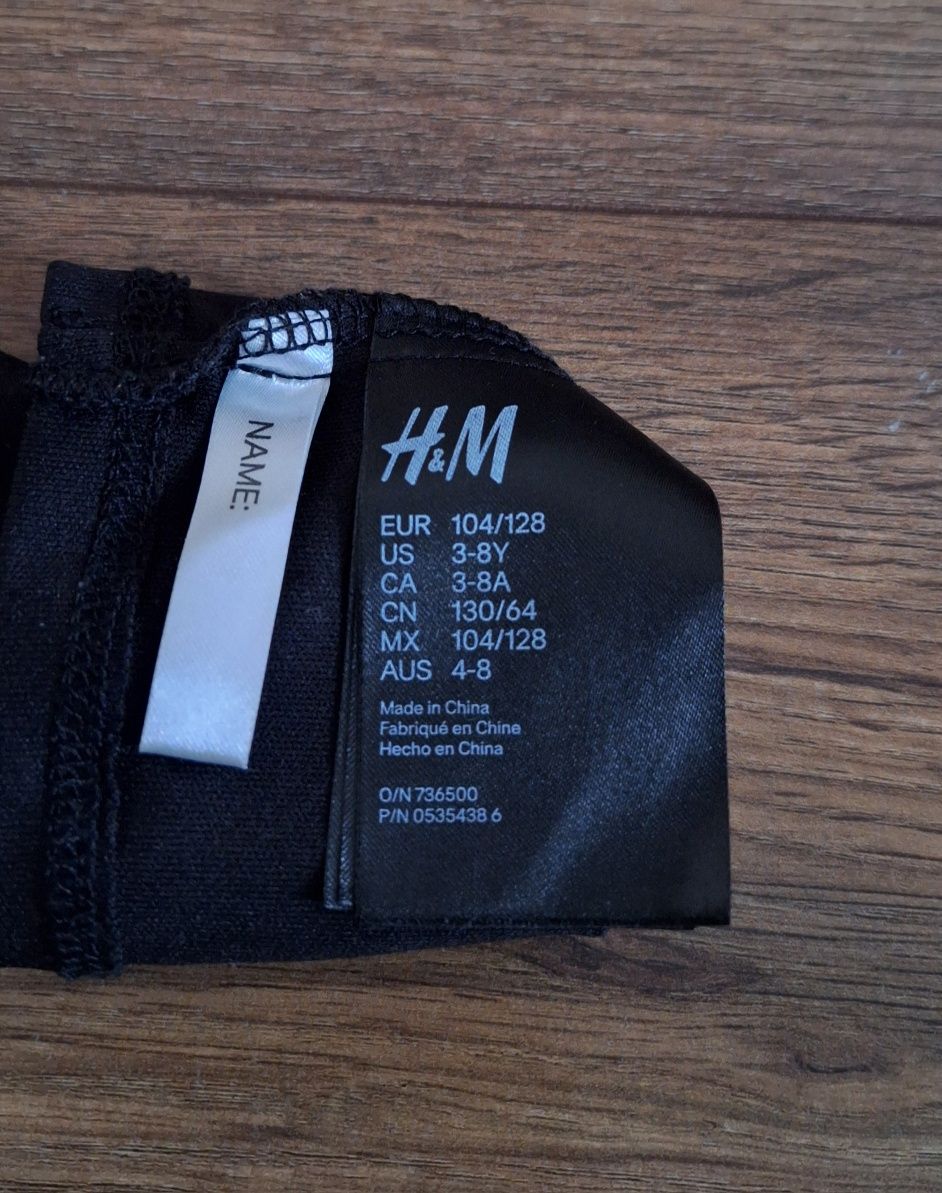 NAME:
H&M
EUR 104/128
US 3-8Y
CA 3-8A
CN 130/64
MX 104/128
AUS 4-8
Made in China
Fabriqué en Chine
Hecho en China
O/N 736500
P/N 0535438 6